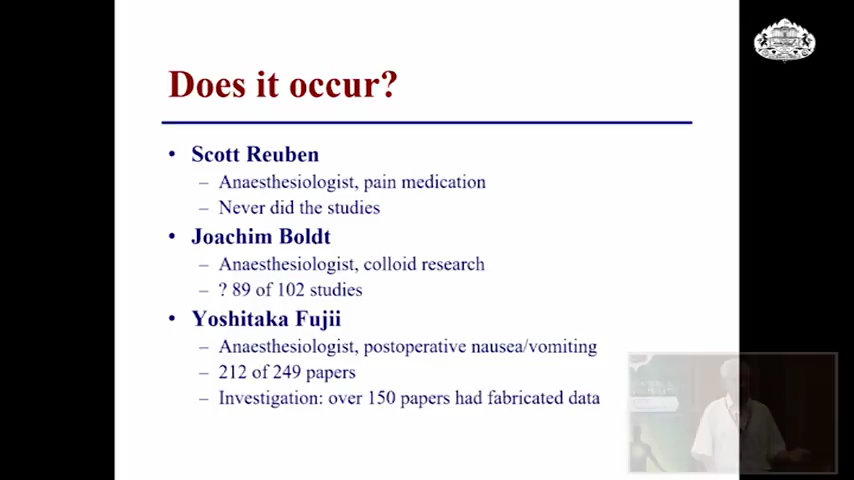 Does it occur?
• Scott Reuben
– Anaesthesiologist, pain medication
– Never did the studies
• Joachim Boldt
– Anaesthesiologist, colloid research
– ? 89 of 102 studies
• Yoshitaka Fujii
– Anaesthesiologist, postoperative nausea/vomiting
– 212 of 249 papers
– Investigation: over 150 papers had fabricated data